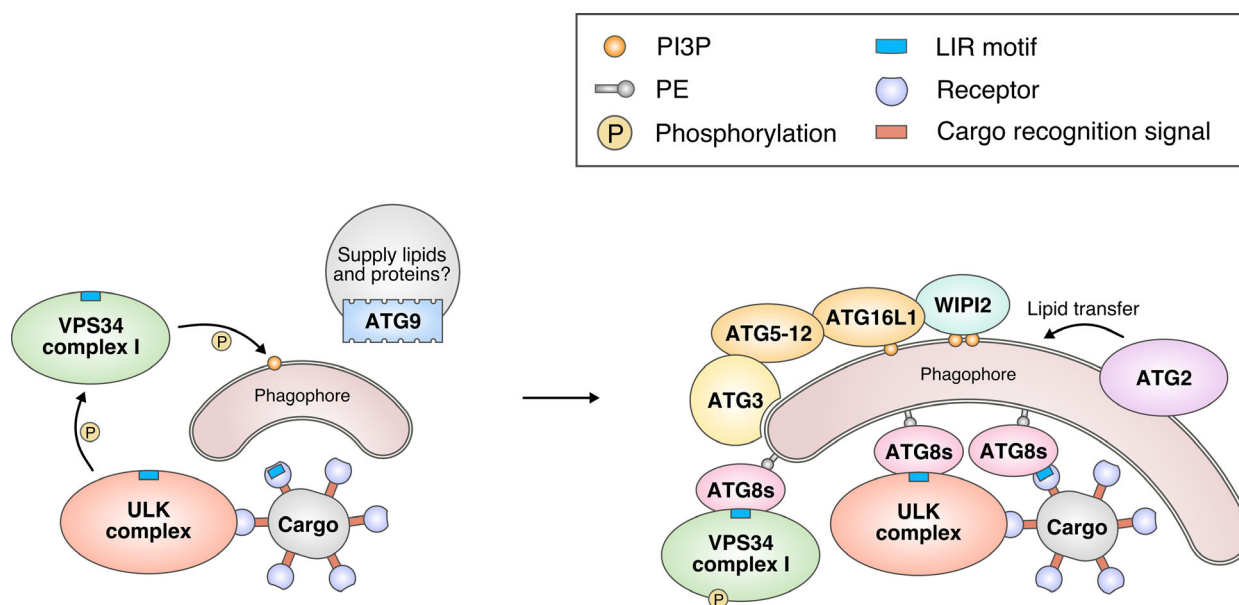 PI3P
LIR motif
PE
Receptor
P
Phosphorylation
Cargo recognition signal
Supply lipids
and proteins?
ATG9
VPS34
complex I
P
Phagophore
P
ULK
complex
Cargo
WIPI2
ATG16L1
Lipid transfer
ATG5-12
Phagophore
ATG2
ATG3
ATG8s
ATG8s
ATG8s
ULK
complex
Cargo
VPS34
complex I
P